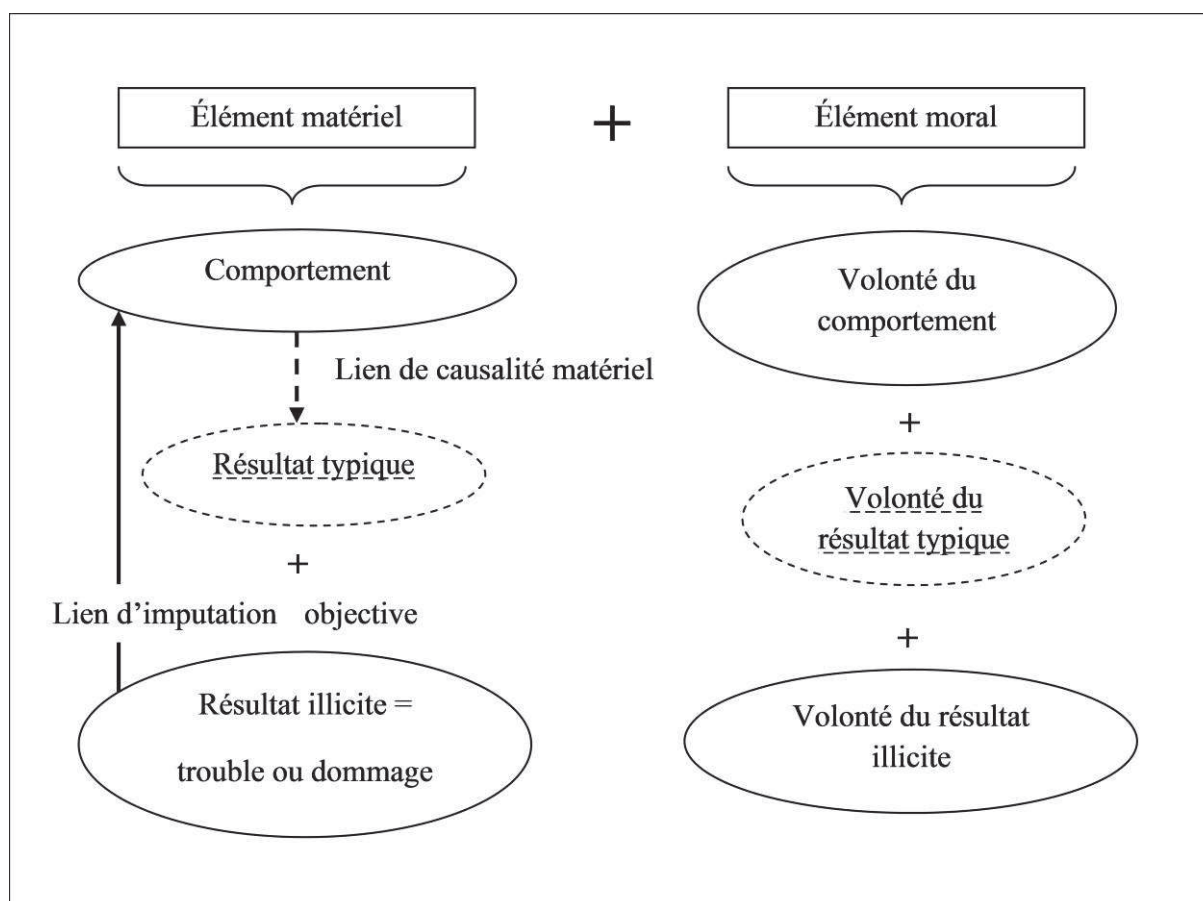 Élément matériel
+
Élément moral
Comportement
Lien de causalité matériel
Résultat typique
+
Lien d’imputation objective
Résultat illicite =
trouble ou dommage
Volonté du
comportement
+
Volonté du
résultat typique
+
Volonté du résultat
illicite